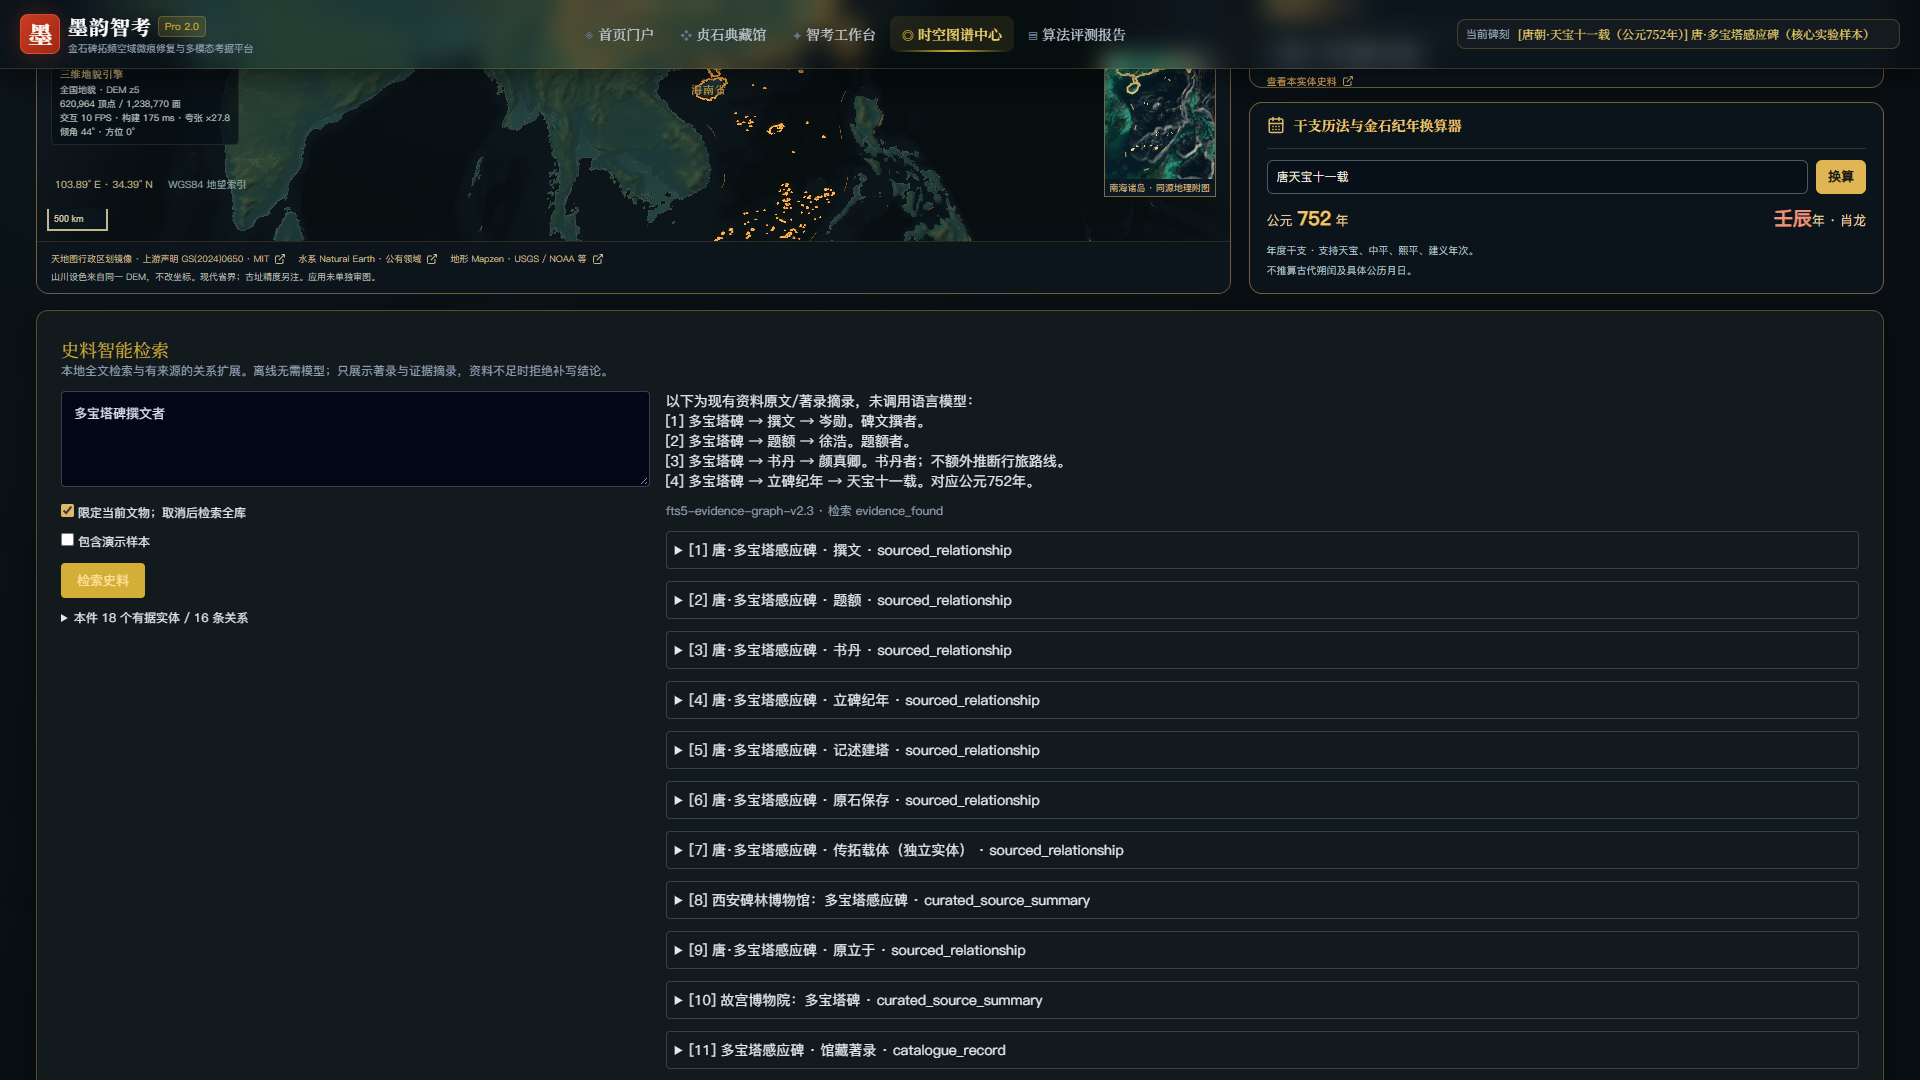 墨
墨韵智考 Pro 2.0
金石碑拓频空域微痕修复与多模态考据平台
首页门户
贞石典藏馆
智考工作台
时空图谱中心
算法评测报告
当前碑刻 [唐朝·天宝十一载（公元752年）] 唐·多宝塔感应碑（核心实验样本）
三维地貌引擎
全国地貌 · DEM z5
620,964 顶点 / 1,238,770 面
交互 10 FPS · 构建 175 ms · 夸张 ×27.8
倾角 44° · 方位 0°
海南省
103.89° E · 34.39° N WGS84 地望索引
500 km
南海诸岛 · 同源地理附图
天地图行政区划镜像 · 上游声明 GS(2024)0650 · MIT 水系 Natural Earth · 公有领域 地形 Mapzen · USGS / NOAA 等
山川设色来自同一 DEM，不改坐标。现代省界；古址精度另注。应用未单独审图。
查看本实体史料
干支历法与金石纪年换算器
唐天宝十一载
换算
公元 752 年
壬辰年 · 肖龙
年度干支 · 支持天宝、中平、熙平、建义年次。
不推算古代朔闰及具体公历月日。
史料智能检索
本地全文检索与有来源的关系扩展。离线无需模型；只展示著录与证据摘录，资料不足时拒绝补写结论。
多宝塔碑撰文者
限定当前文物；取消后检索全库
包含演示样本
检索史料
本件 18 个有据实体 / 16 条关系
以下为现有资料原文/著录摘录，未调用语言模型：
[1] 多宝塔碑 → 撰文 → 岑勋。碑文撰者。
[2] 多宝塔碑 → 题额 → 徐浩。题额者。
[3] 多宝塔碑 → 书丹 → 颜真卿。书丹者；不额外推断行旅路线。
[4] 多宝塔碑 → 立碑纪年 → 天宝十一载。对应公元752年。
fts5-evidence-graph-v2.3 · 检索 evidence_found
[1] 唐·多宝塔感应碑 · 撰文 · sourced_relationship
[2] 唐·多宝塔感应碑 · 题额 · sourced_relationship
[3] 唐·多宝塔感应碑 · 书丹 · sourced_relationship
[4] 唐·多宝塔感应碑 · 立碑纪年 · sourced_relationship
[5] 唐·多宝塔感应碑 · 记述建塔 · sourced_relationship
[6] 唐·多宝塔感应碑 · 原石保存 · sourced_relationship
[7] 唐·多宝塔感应碑 · 传拓载体（独立实体） · sourced_relationship
[8] 西安碑林博物馆：多宝塔感应碑 · curated_source_summary
[9] 唐·多宝塔感应碑 · 原立于 · sourced_relationship
[10] 故宫博物院：多宝塔碑 · curated_source_summary
[11] 多宝塔感应碑 · 馆藏著录 · catalogue_record